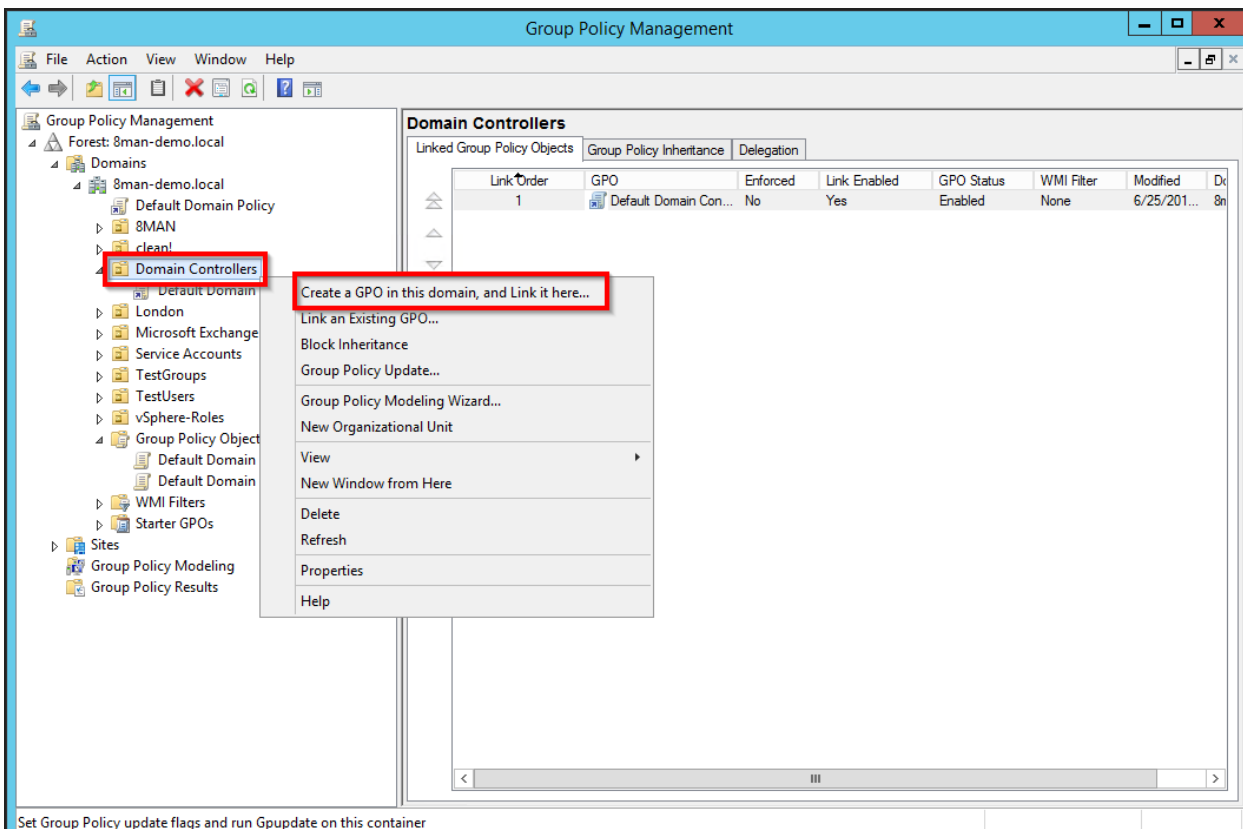 Group Policy Management
File Action View Window Help
Group Policy Management
Forest: 8man-demo.local
Domains
8man-demo.local
Default Domain Policy
8MAN
clean!
Domain Controllers
Default Domain
London
Microsoft Exchange
Service Accounts
TestGroups
TestUsers
vSphere-Roles
Group Policy Object
Default Domain
Default Domain
WMI Filters
Starter GPOs
Sites
Group Policy Modeling
Group Policy Results
Create a GPO in this domain, and Link it here...
Link an Existing GPO...
Block Inheritance
Group Policy Update...
Group Policy Modeling Wizard...
New Organizational Unit
View
New Window from Here
Delete
Refresh
Properties
Help
Domain Controllers
Linked Group Policy Objects Group Policy Inheritance Delegation
Link Order GPO Enforced Link Enabled GPO Status WMI Filter Modified Do
1 Default Domain Con... No Yes Enabled None 6/25/201... 8m
Set Group Policy update flags and run Gpupdate on this container